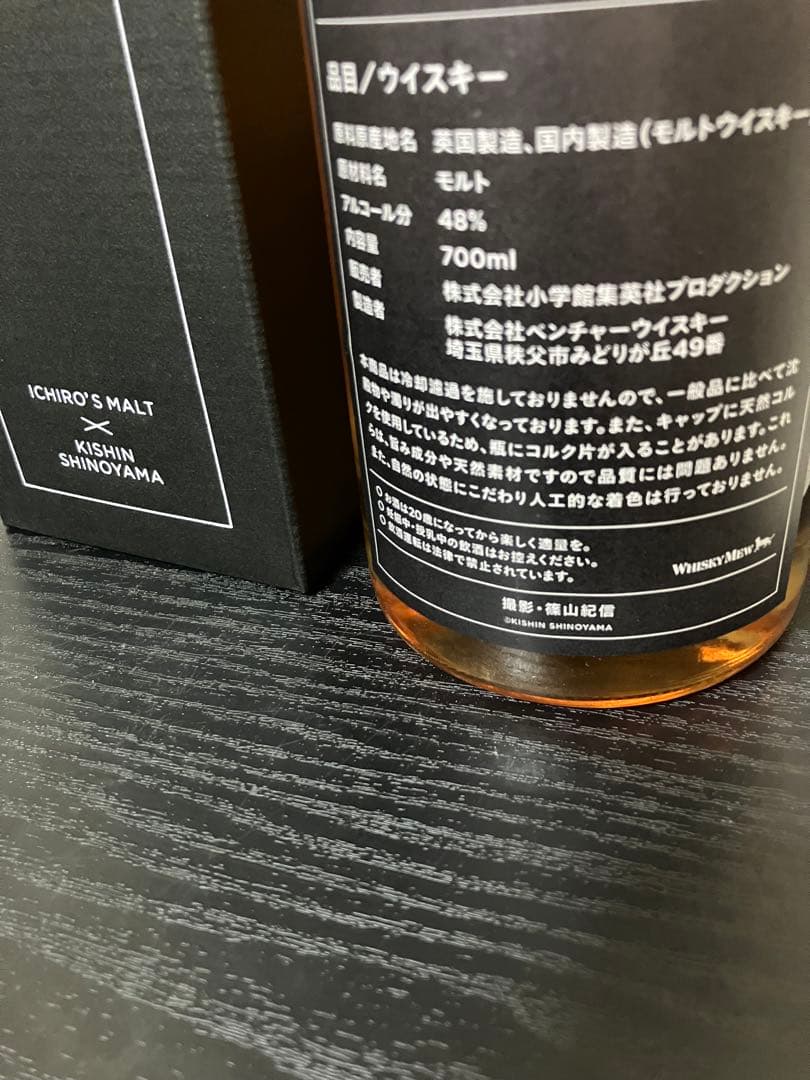 ICHIRO'S MALT
×
KISHIN
SHINOYAMA
品目/ウイスキー
原料原産地名 英国製造、国内製造(モルトウイスキー
原材料名 モルト
アルコール分 48%
内容量 700ml
販売者 株式会社小学館集英社プロダクション
製造者 株式会社ベンチャーウイスキー
埼玉県秩父市みどりが丘49番
本商品は冷却濾過を施しておりませんので、一般品に比べて沈
殿物や濁りが出やすくなっております。また、キャップに天然コル
クを使用しているため、瓶にコルク片が入ることがあります。これ
らは、旨み成分や天然素材ですので品質には問題ありません。
また、自然の状態にこだわり人工的な着色は行っておりません。
○ お酒は20歳になってから楽しく適量を。
○ 妊娠中・授乳中の飲酒はお控えください。
○ 飲酒運転は法律で禁止されています。
WHISKYMEW
撮影・篠山紀信
©KISHIN SHINOYAMA